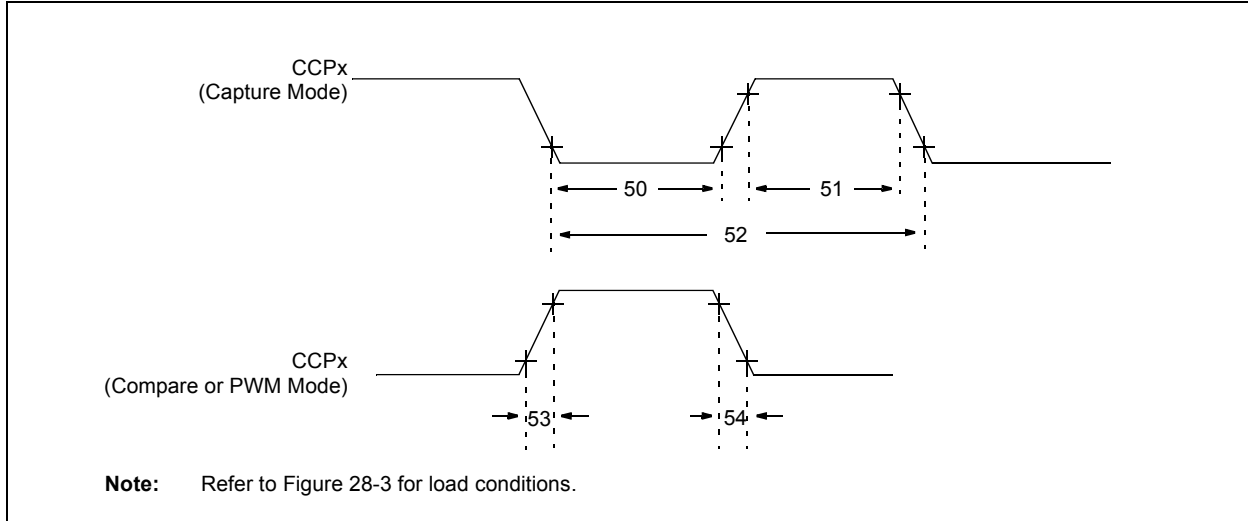 CCPx
(Capture Mode)
50
51
52
CCPx
(Compare or PWM Mode)
53
54
Note: Refer to Figure 28-3 for load conditions.